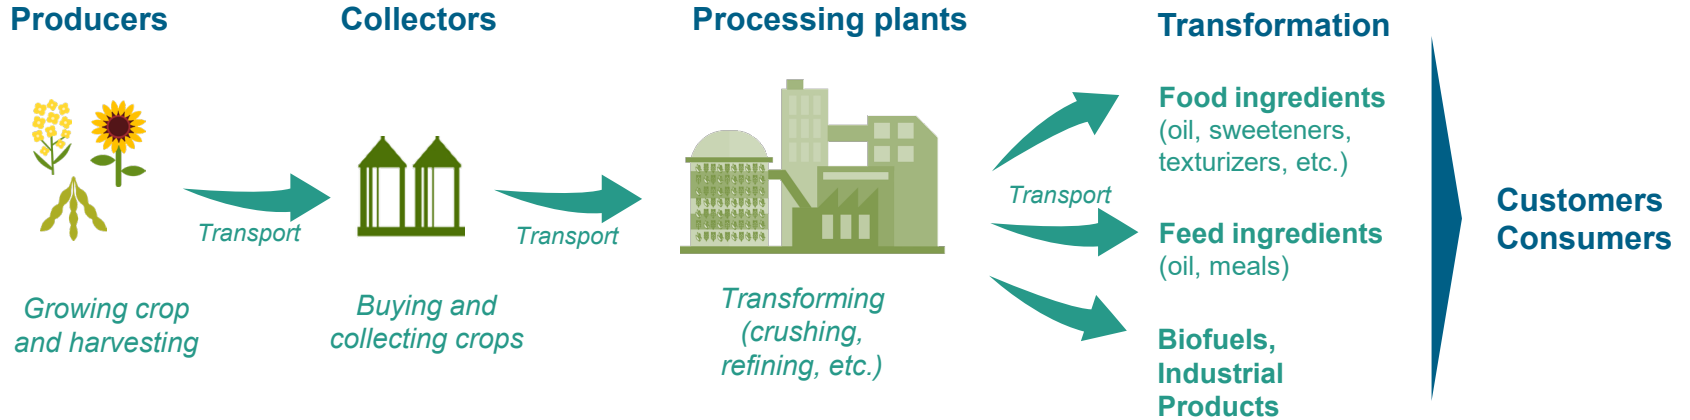 Producers
Growing crop
and harvesting
Transport
Collectors
Buying and
collecting crops
Transport
Processing plants
Transforming
(crushing,
refining, etc.)
Transport
Transformation
Food ingredients
(oil, sweeteners,
texturizers, etc.)
Feed ingredients
(oil, meals)
Biofuels,
Industrial
Products
Customers
Consumers